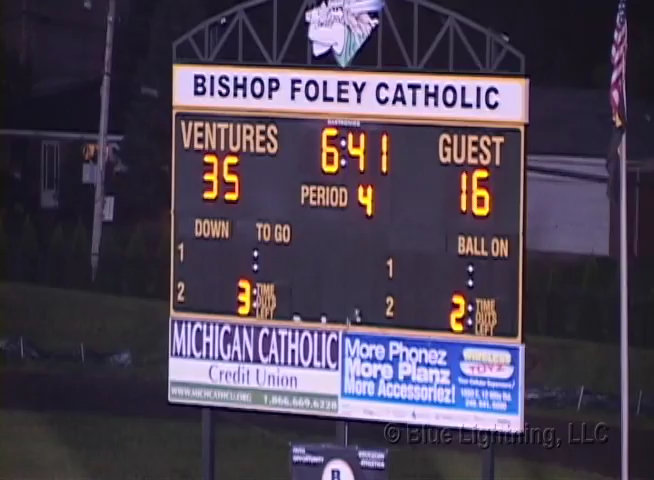 BISHOP FOLEY CATHOLIC
VENTURES 6:41 GUEST
35 PERIOD 4 16
DOWN TO GO BALL ON
1 1
2 3 TIME OUTS LEFT 2 2 TIME OUTS LEFT
MICHIGAN CATHOLIC
Credit Union
WWW.MICHCATHCU.ORG 1.866.669.6228
More Phonez
More Planz
More Accessoriez!
WIRELESS
TOYZ
© Blue Lightning, LLC